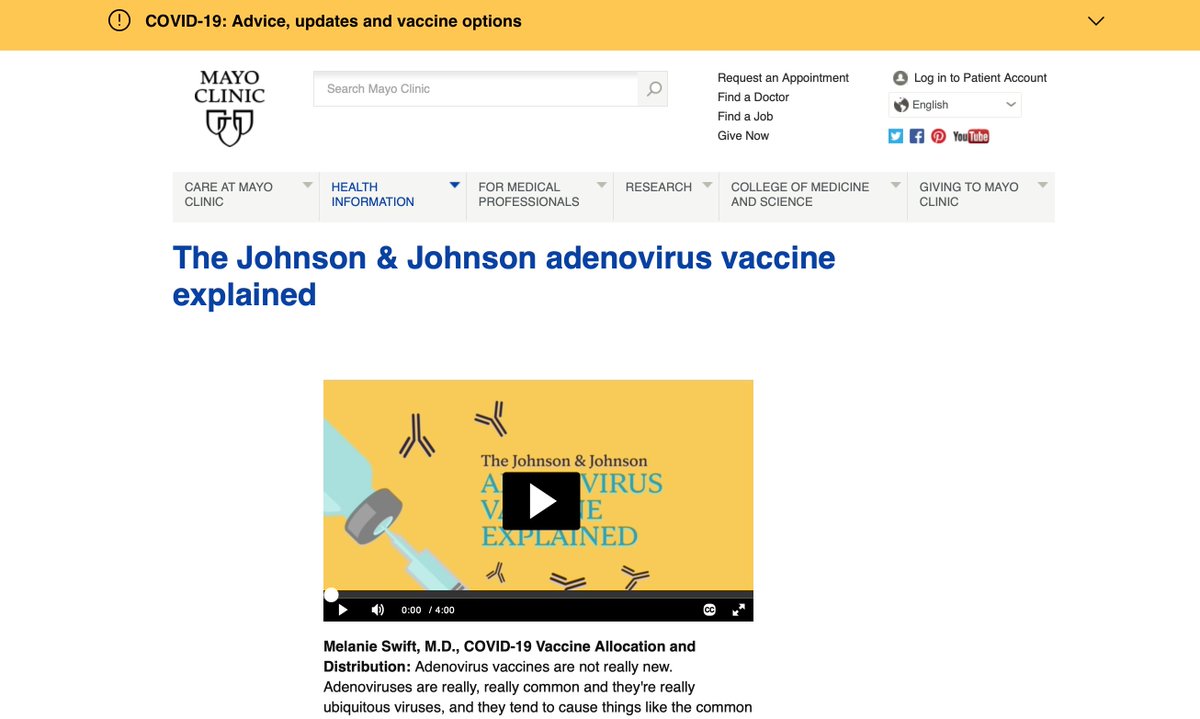 COVID-19: Advice, updates and vaccine options
MAYO
CLINIC
Search Mayo Clinic
Request an Appointment
Find a Doctor
Find a Job
Give Now
Log in to Patient Account
English
YouTube
CARE AT MAYO
CLINIC
HEALTH
INFORMATION
FOR MEDICAL
PROFESSIONALS
RESEARCH
COLLEGE OF MEDICINE
AND SCIENCE
GIVING TO MAYO
CLINIC
The Johnson & Johnson adenovirus vaccine
explained
The Johnson & Johnson
A VIRUS
VA NE
EXPLAINED
0:00 / 4:00
CC
Melanie Swift, M.D., COVID-19 Vaccine Allocation and
Distribution: Adenovirus vaccines are not really new.
Adenoviruses are really, really common and they're really
ubiquitous viruses, and they tend to cause things like the common